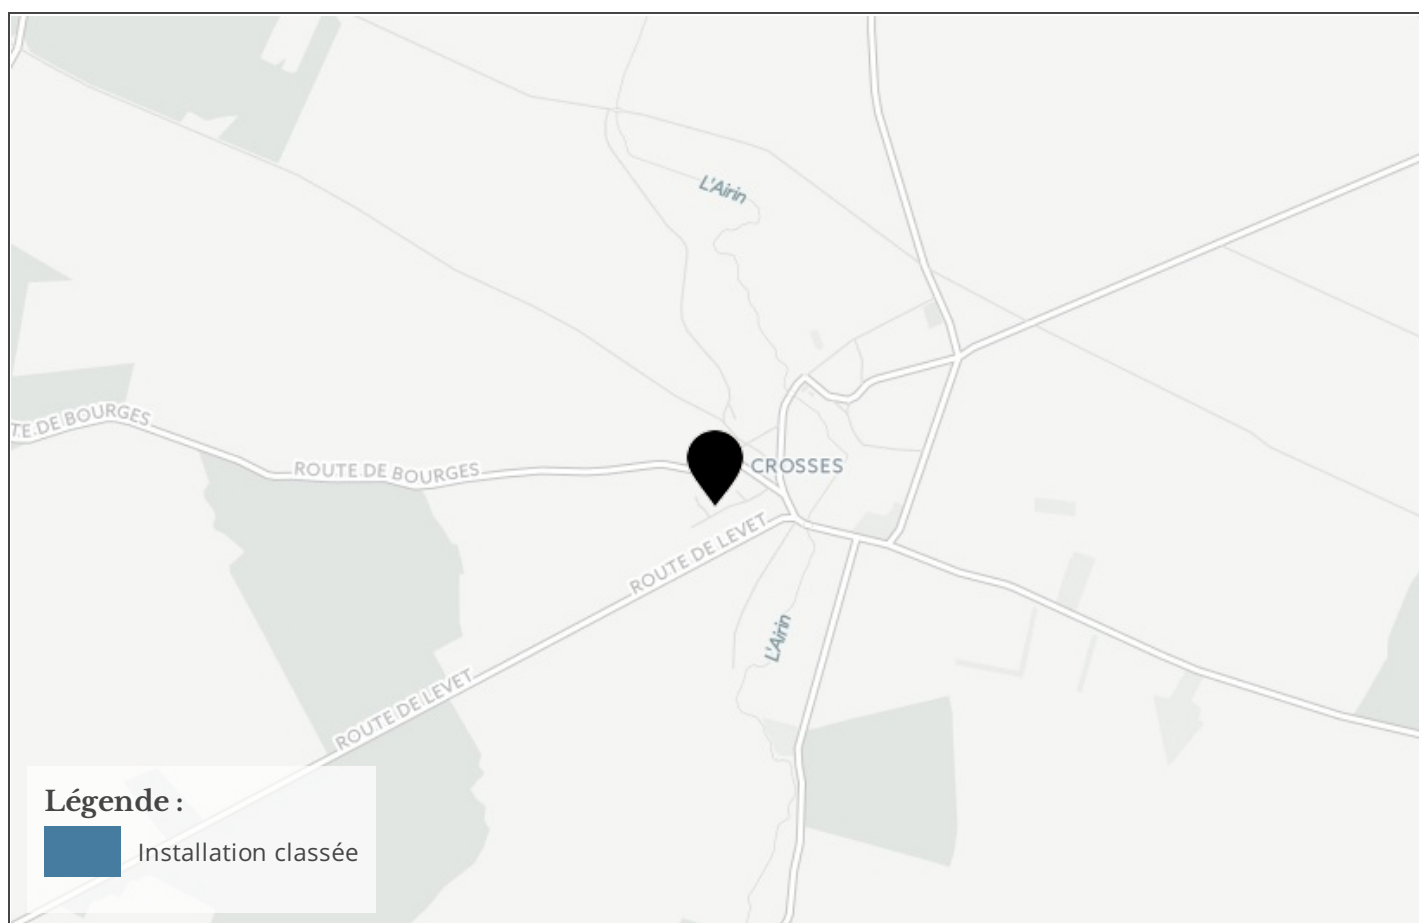 L'Airin
TE DE BOURGES
ROUTE DE BOURGES
CROSSES
ROUTE DE LEVET
L'Airin
ROUTE DE LEVET
Légende :
Installation classée